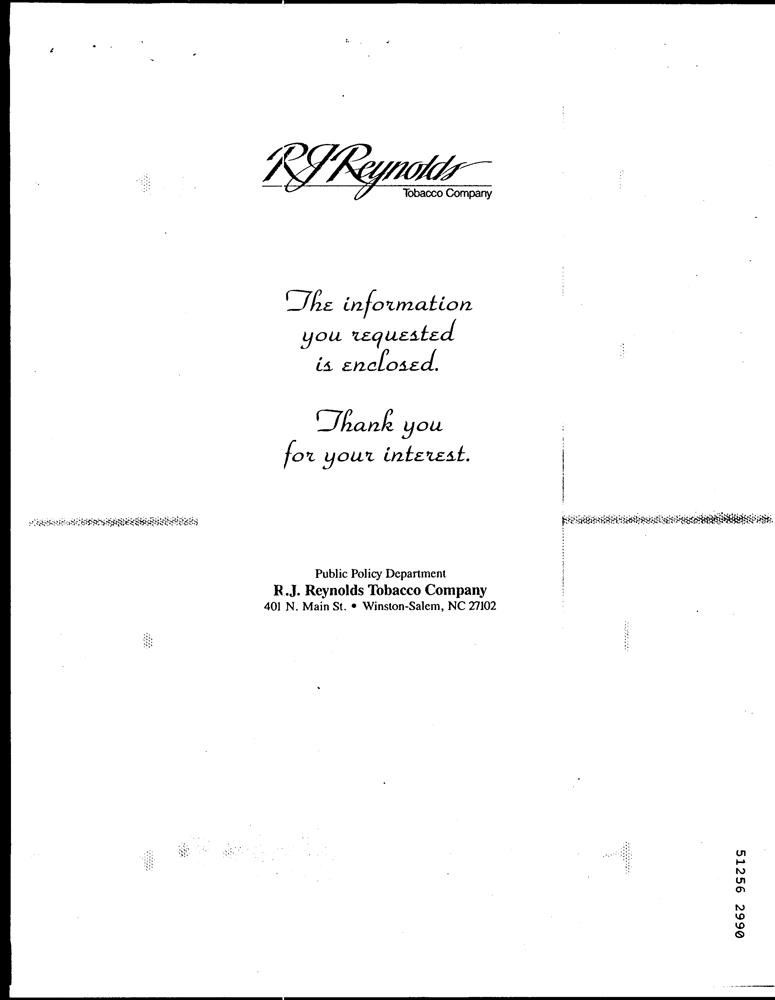 RJReynolds
Tobacco Company
The information
you requested
is enclosed.
Thank you
for your interest.
Public Policy Department
R.J. Reynolds Tobacco Company
401 N. Main St. • Winston-Salem, NC 27102
51256 2990